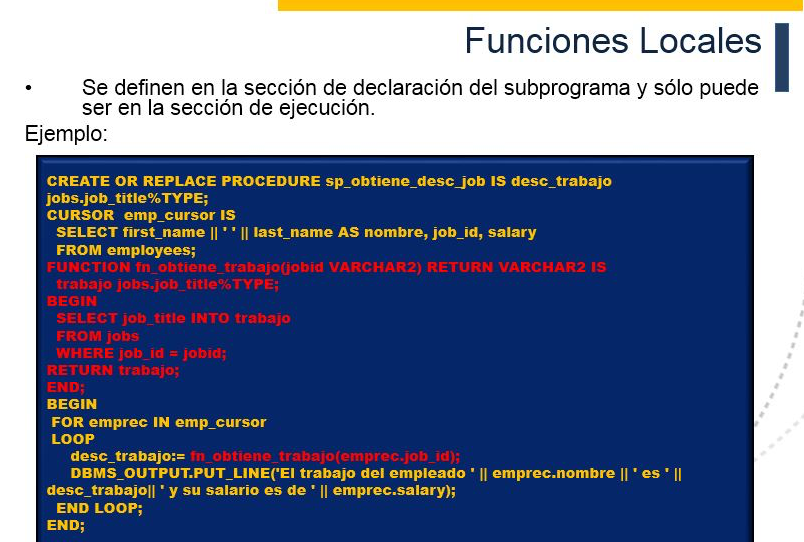 Funciones Locales
• Se definen en la sección de declaración del subprograma y sólo puede
ser en la sección de ejecución.
Ejemplo:
CREATE OR REPLACE PROCEDURE sp_obtiene_desc_job IS desc_trabajo
jobs.job_title%TYPE;
CURSOR emp_cursor IS
SELECT first_name || ' ' || last_name AS nombre, job_id, salary
FROM employees;
FUNCTION fn_obtiene_trabajo(jobid VARCHAR2) RETURN VARCHAR2 IS
trabajo jobs.job_title%TYPE;
BEGIN
SELECT job_title INTO trabajo
FROM jobs
WHERE job_id = jobid;
RETURN trabajo;
END;
BEGIN
FOR emprec IN emp_cursor
LOOP
desc_trabajo:= fn_obtiene_trabajo(emprec.job_id);
DBMS_OUTPUT.PUT_LINE('El trabajo del empleado ' || emprec.nombre || ' es ' ||
desc_trabajo|| ' y su salario es de ' || emprec.salary);
END LOOP;
END;